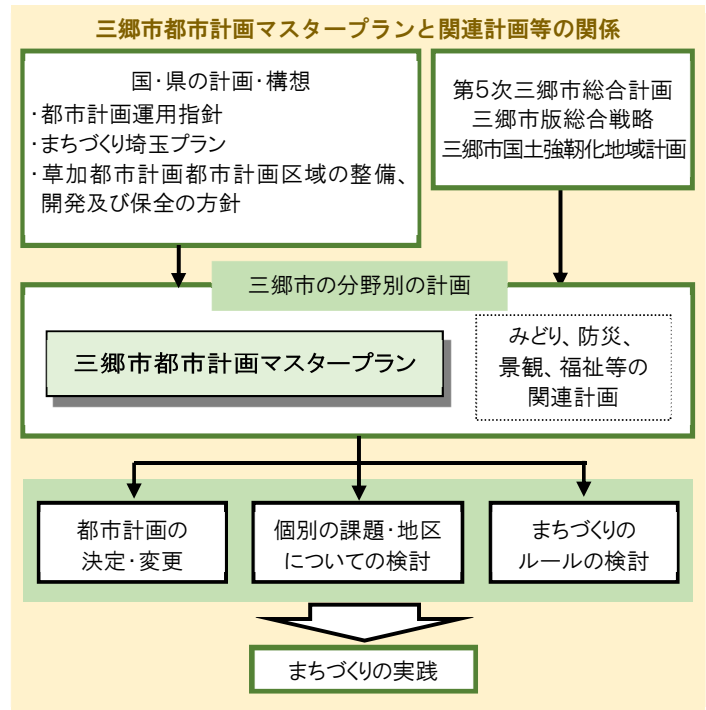 三郷市都市計画マスタープランと関連計画等の関係
国・県の計画・構想
・都市計画運用指針
・まちづくり埼玉プラン
・草加都市計画都市計画区域の整備、
開発及び保全の方針
第5次三郷市総合計画
三郷市版総合戦略
三郷市国土強靭化地域計画
三郷市の分野別の計画
三郷市都市計画マスタープラン
みどり、防災、
景観、福祉等の
関連計画
都市計画の
決定・変更
個別の課題・地区
についての検討
まちづくりの
ルールの検討
まちづくりの実践